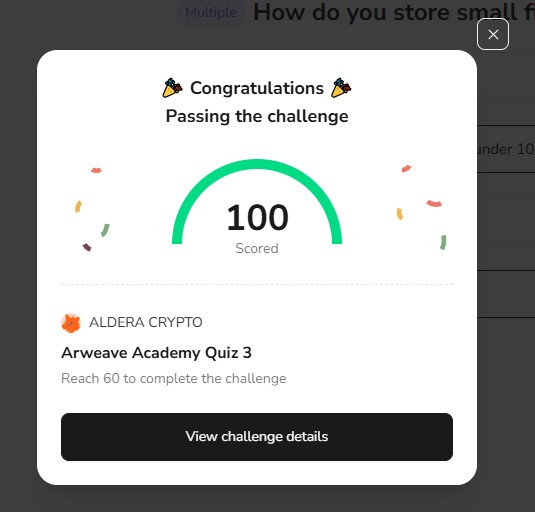 Multiple How do you store small fi
under 10
Congratulations
Passing the challenge
100
Scored
ALDERA CRYPTO
Arweave Academy Quiz 3
Reach 60 to complete the challenge
View challenge details